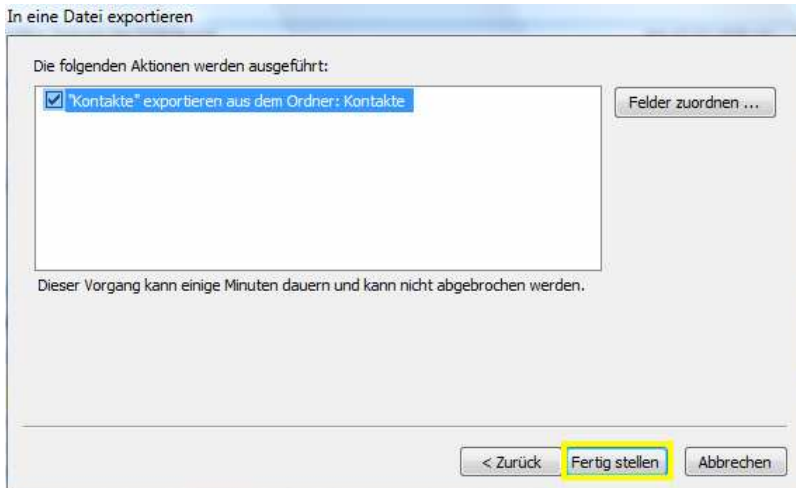 In eine Datei exportieren
Die folgenden Aktionen werden ausgeführt:
"Kontakte" exportieren aus dem Ordner: Kontakte
Felder zuordnen ...
Dieser Vorgang kann einige Minuten dauern und kann nicht abgebrochen werden.
< Zurück
Fertig stellen
Abbrechen